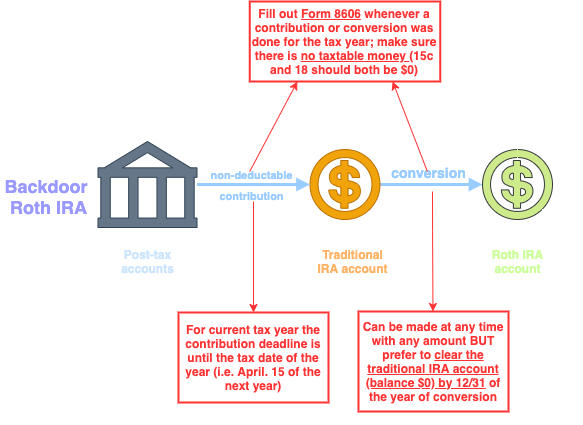 Fill out Form 8606 whenever a
contribution or conversion was
done for the tax year; make sure
there is no taxtable money (15c
and 18 should both be $0)
non-deductable
contribution
conversion
Backdoor
Roth IRA
$
$
Post-tax
accounts
Traditional
IRA account
Roth IRA
account
For current tax year the
contribution deadline is
until the tax date of the
year (i.e. April. 15 of the
next year)
Can be made at any time
with any amount BUT
prefer to clear the
traditional IRA account
(balance $0) by 12/31 of
the year of conversion